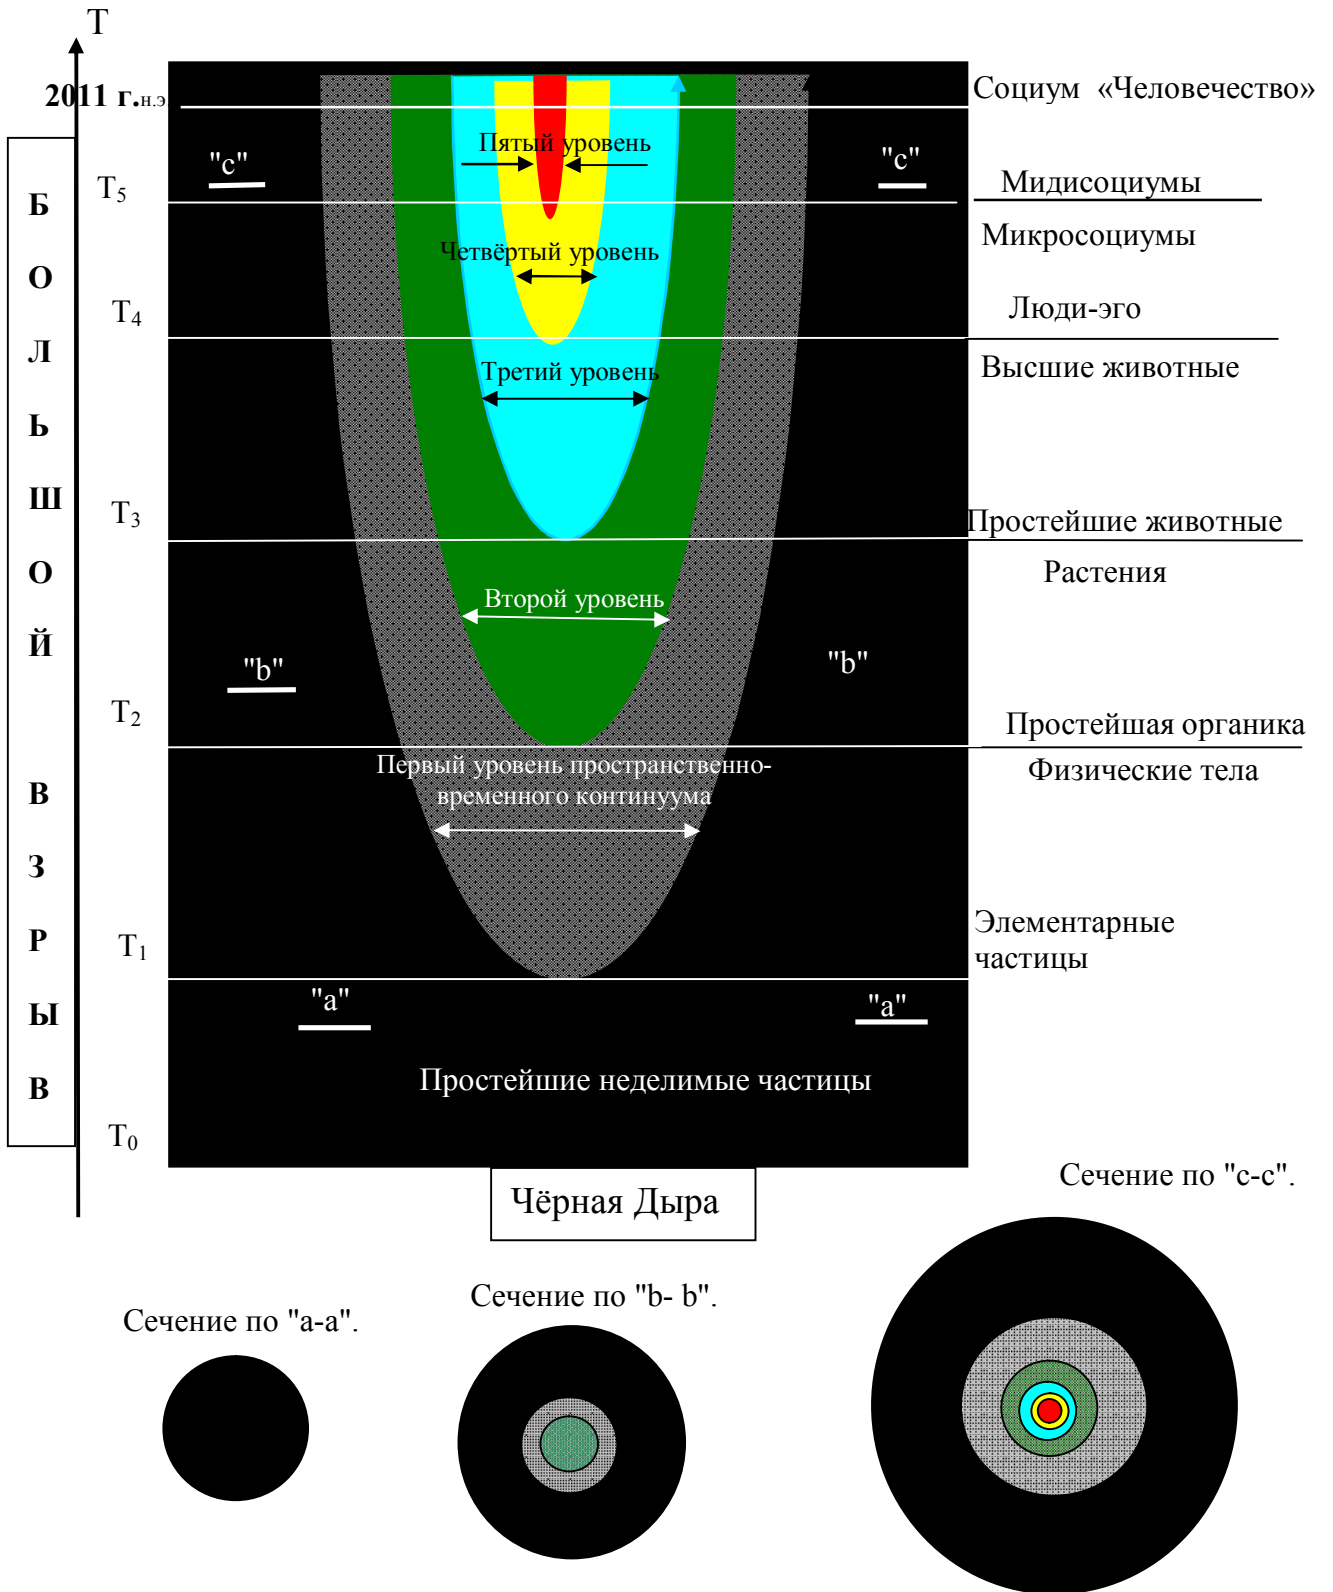 T
2011 г.н.э.
Социум «Человечество»
Пятый уровень
"c"
"c"
T5
Мидисоциумы
Микросоциумы
Четвёртый уровень
T4
Люди-эго
Высшие животные
Третий уровень
T3
Простейшие животные
Растения
Второй уровень
"b"
"b"
T2
Простейшая органика
Физические тела
Первый уровень пространственно-
временного континуума
T1
Элементарные
частицы
"a"
"a"
Простейшие неделимые частицы
T0
БОЛЬШОЙ ВЗРЫВ
Чёрная Дыра
Сечение по "c-c".
Сечение по "b- b".
Сечение по "a-a".